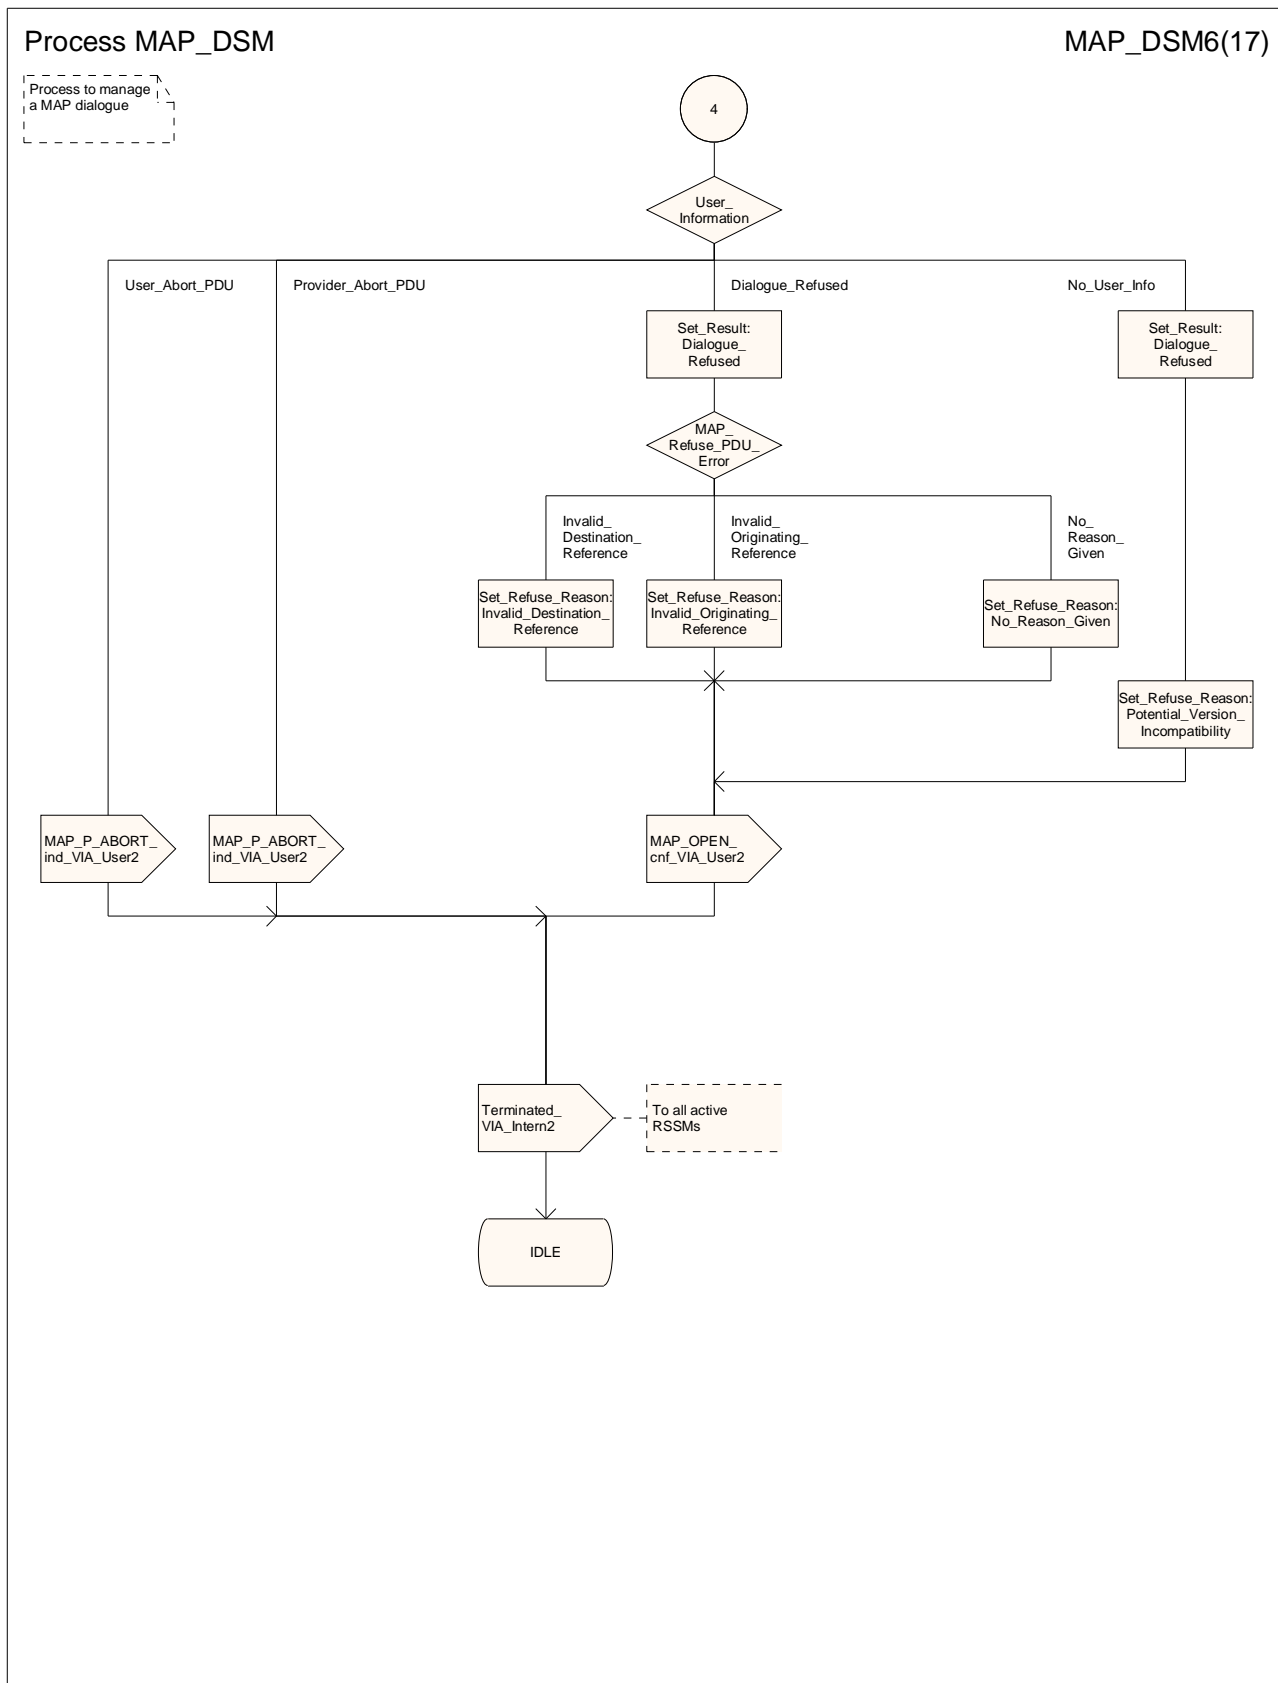 Process MAP_DSM
MAP_DSM6(17)
Process to manage
a MAP dialogue
4
User_
Information
User_Abort_PDU
Provider_Abort_PDU
Dialogue_Refused
No_User_Info
Set_Result:
Dialogue_
Refused
Set_Result:
Dialogue_
Refused
MAP_
Refuse_PDU_
Error
Invalid_
Destination_
Reference
Invalid_
Originating_
Reference
No_
Reason_
Given
Set_Refuse_Reason:
Invalid_Destination_
Reference
Set_Refuse_Reason:
Invalid_Originating_
Reference
Set_Refuse_Reason:
No_Reason_Given
Set_Refuse_Reason:
Potential_Version_
Incompatibility
MAP_P_ABORT_
ind_VIA_User2
MAP_P_ABORT_
ind_VIA_User2
MAP_OPEN_
cnf_VIA_User2
Terminated_
VIA_Intern2
To all active
RSSMs
IDLE